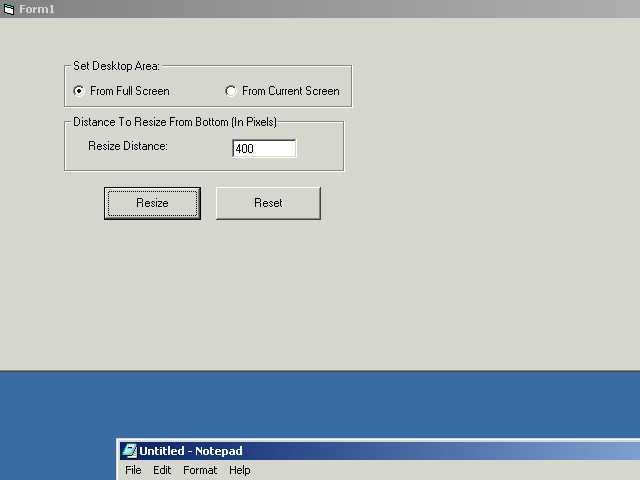 Form1
Set Desktop Area:
From Full Screen From Current Screen
Distance To Resize From Bottom (In Pixels)
Resize Distance: 400
Resize Reset
Untitled - Notepad
File Edit Format Help